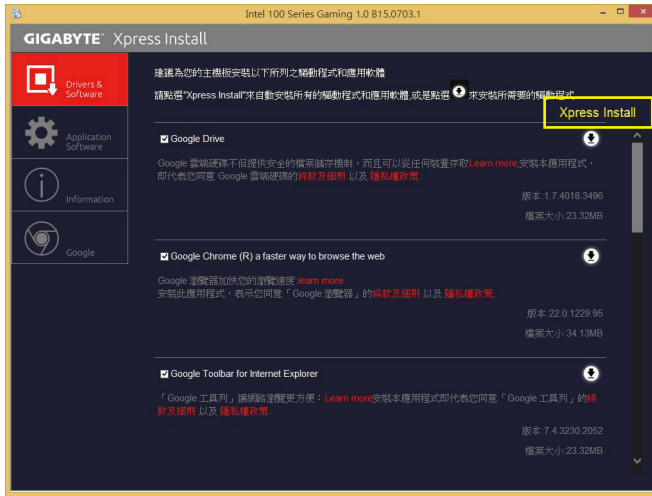 Intel 100 Series Gaming 1.0 B15.0703.1
GIGABYTE™ Xpress Install
Drivers & Software
Application Software
Information
Google
建議為您的主機板安裝以下所列之驅動程式和應用軟體
請點選"Xpress Install"來自動安裝所有的驅動程式和應用軟體,或是點選 來安裝所需要的驅動程式
Xpress Install
Google Drive
Google 雲端硬碟不但提供安全的檔案儲存機制，而且可以從任何裝置存取Learn more,安裝本應用程式，
即代表您同意 Google 雲端硬碟的條款及細則 以及 隱私權政策.
版本:1.7.4018.3496
檔案大小:23.32MB
Google Chrome (R) a faster way to browse the web
Google 瀏覽器加快您的瀏覽速度.learn more
安裝此應用程式，表示您同意「Google 瀏覽器」的條款及細則 以及 隱私權政策.
版本:22.0.1229.95
檔案大小:34.13MB
Google Toolbar for Internet Explorer
「Google 工具列」讓網路瀏覽更方便：Learn more安裝本應用程式即代表您同意「Google 工具列」的條
款及細則 以及 隱私權政策.
版本:7.4.3230.2052
檔案大小:23.32MB